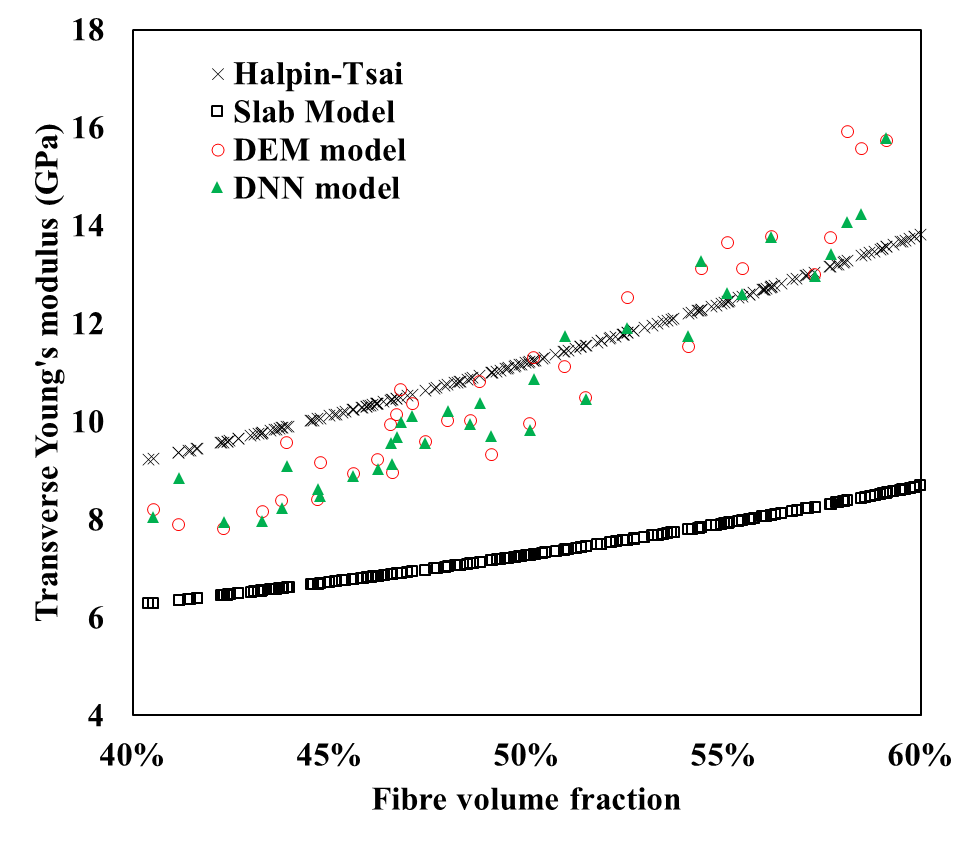 18
16
14
12
10
8
6
4
Transverse Young's modulus (GPa)
Halpin-Tsai
Slab Model
DEM model
DNN model
40%
45%
50%
55%
60%
Fibre volume fraction